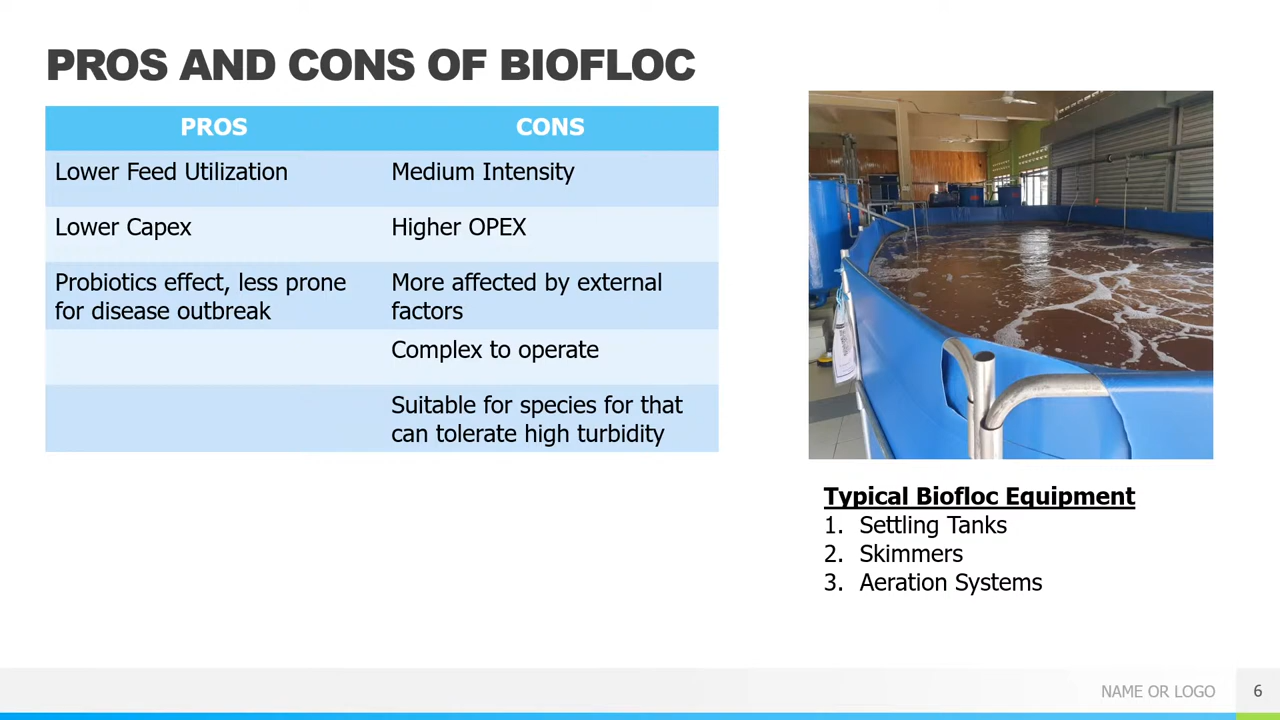 PROS AND CONS OF BIOFLOC
PROS
CONS
Lower Feed Utilization
Medium Intensity
Lower Capex
Higher OPEX
Probiotics effect, less prone
for disease outbreak
More affected by external
factors
Complex to operate
Suitable for species for that
can tolerate high turbidity
Typical Biofloc Equipment
1. Settling Tanks
2. Skimmers
3. Aeration Systems
NAME OR LOGO
6